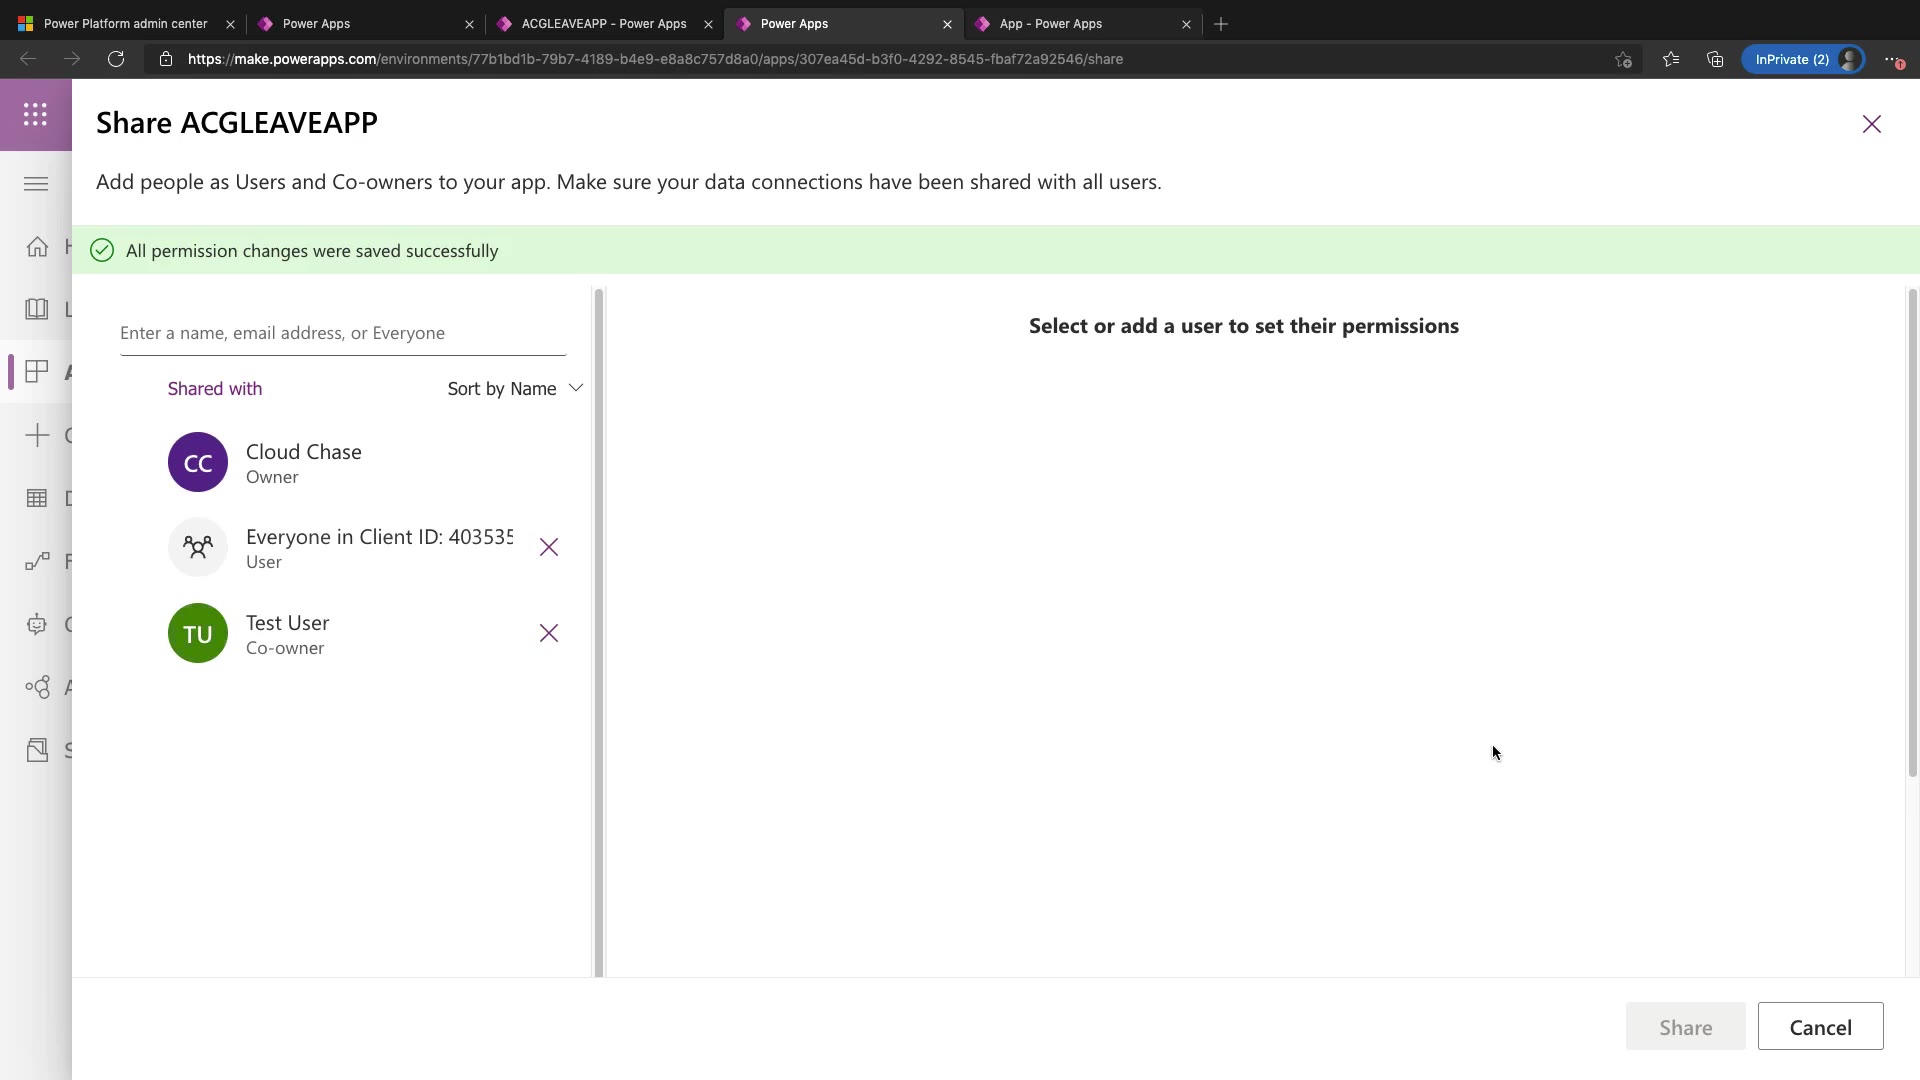 Power Platform admin center
Power Apps
ACGLEAVEAPP - Power Apps
Power Apps
App - Power Apps
https://make.powerapps.com/environments/77b1bd1b-79b7-4189-b4e9-e8a8c757d8a0/apps/307ea45d-b3f0-4292-8545-fbaf72a92546/share
InPrivate (2)
Share ACGLEAVEAPP
Add people as Users and Co-owners to your app. Make sure your data connections have been shared with all users.
All permission changes were saved successfully
Enter a name, email address, or Everyone
Select or add a user to set their permissions
Shared with
Sort by Name
CC
Cloud Chase
Owner
Everyone in Client ID: 403535
User
TU
Test User
Co-owner
Share
Cancel